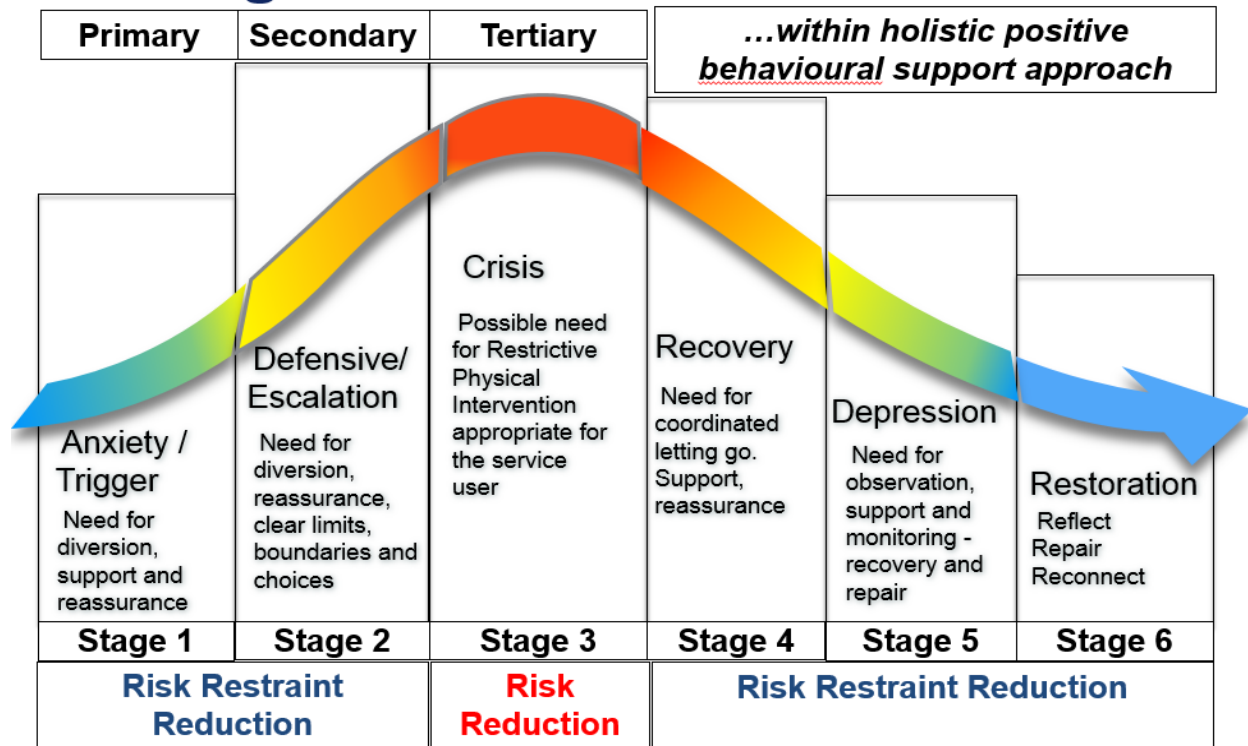 Primary
Secondary
Tertiary
...within holistic positive
behavioural support approach
Anxiety /
Trigger
Need for
diversion,
support and
reassurance
Defensive/
Escalation
Need for
diversion,
reassurance,
clear limits,
boundaries and
choices
Crisis
Possible need
for Restrictive
Physical
Intervention
appropriate for
the service
user
Recovery
Need for
coordinated
letting go.
Support,
reassurance
Depression
Need for
observation,
support and
monitoring -
recovery and
repair
Restoration
Reflect
Repair
Reconnect
Stage 1
Stage 2
Stage 3
Stage 4
Stage 5
Stage 6
Risk Restraint
Reduction
Risk
Reduction
Risk Restraint Reduction